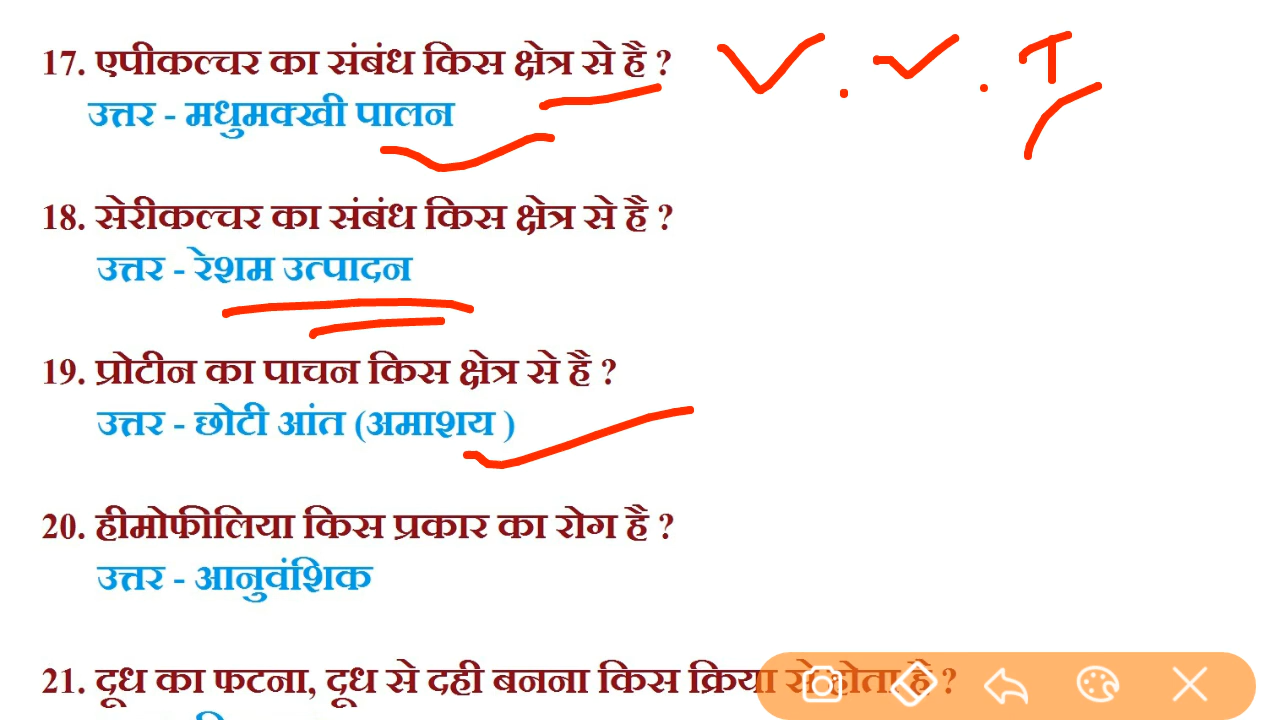 17. एपीकल्चर का संबंध किस क्षेत्र से है ? V. V. I
उत्तर - मधुमक्खी पालन
18. सेरीकल्चर का संबंध किस क्षेत्र से है ?
उत्तर - रेशम उत्पादन
19. प्रोटीन का पाचन किस क्षेत्र से है ?
उत्तर - छोटी आंत (अमाशय )
20. हीमोफीलिया किस प्रकार का रोग है ?
उत्तर - आनुवंशिक
21. दूध का फटना, दूध से दही बनना किस क्रिया से होता है ?